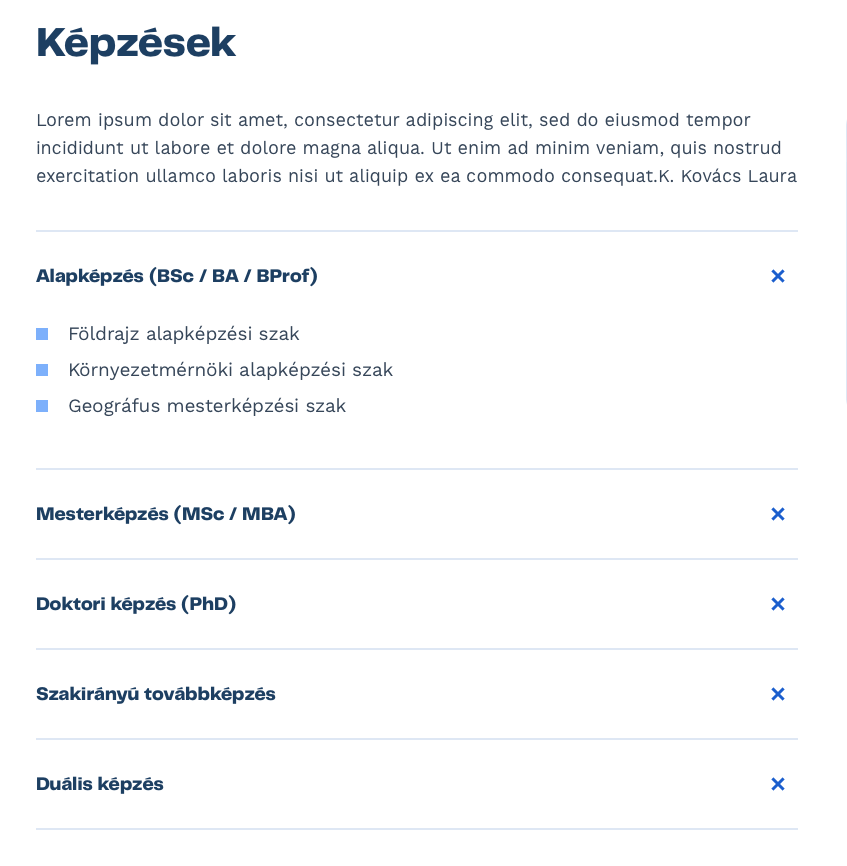 Képzések
Lorem ipsum dolor sit amet, consectetur adipiscing elit, sed do eiusmod tempor
incididunt ut labore et dolore magna aliqua. Ut enim ad minim veniam, quis nostrud
exercitation ullamco laboris nisi ut aliquip ex ea commodo consequat.K. Kovács Laura
Alapképzés (BSc / BA / BProf)
Földrajz alapképzési szak
Környezetmérnöki alapképzési szak
Geográfus mesterképzési szak
Mesterképzés (MSc / MBA)
Doktori képzés (PhD)
Szakirányú továbbképzés
Duális képzés